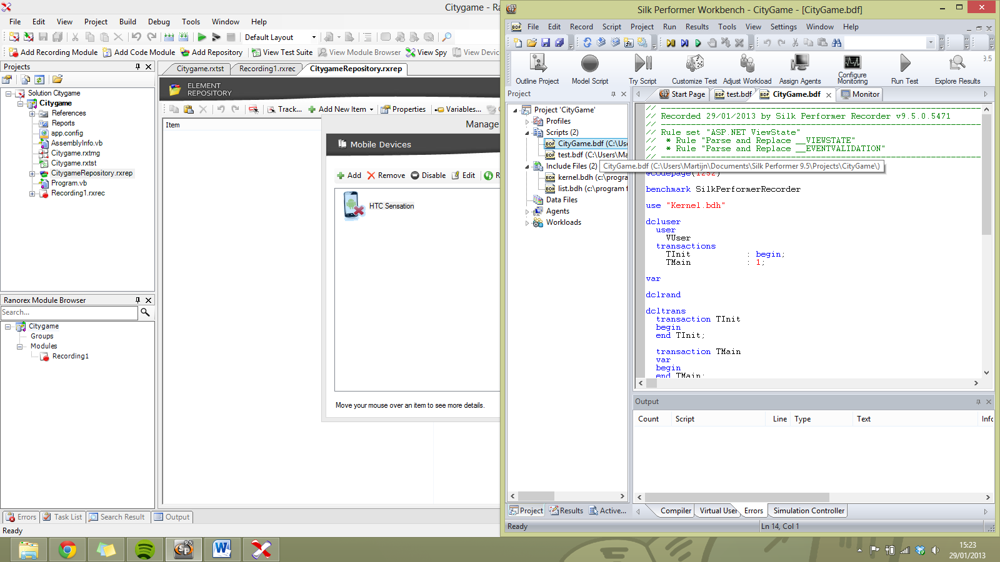 Citygame - Ra
File Edit View Project Build Debug Tools Window Help
Default Layout
Add Recording Module Add Code Module Add Repository View Test Suite View Module Browser View Spy View Devic
Projects
Solution Citygame
Citygame
References
Reports
app.config
AssemblyInfo.vb
Citygame.rxtmg
Citygame.rxtst
CitygameRepository.rxrep
Program.vb
Recording1.rxrec
Ranorex Module Browser
Search...
Citygame
Groups
Modules
Recording1
Errors Task List Search Result Output
Ready
Citygame.rxtst Recording1.rxrec CitygameRepository.rxrep
ELEMENT
REPOSITORY
Track... Add New Item Properties Variables...
Item
Manage
Mobile Devices
Add Remove Disable Edit R
HTC Sensation
Move your mouse over an item to see more details.
Silk Performer Workbench - CityGame - [CityGame.bdf]
File Edit Record Script Project Run Results Tools View Settings Window Help
Outline Project Model Script Try Script Customize Test Adjust Workload Assign Agents Configure Monitoring Run Test Explore Results
9.5
Project
Project 'CityGame'
Profiles
Scripts (2)
CityGame.bdf (C:\Use
test.bdf (C:\Users\Ma
Include Files (2)
kernel.bdh (c:\progra
list.bdh (c:\program f
Data Files
Agents
Workloads
Project Results Active...
Start Page test.bdf CityGame.bdf Monitor
// Recorded 29/01/2013 by Silk Performer Recorder v9.5.0.5471
// Rule set "ASP.NET ViewState"
// * Rule "Parse and Replace __VIEWSTATE"
// * Rule "Parse and Replace __EVENTVALIDATION"
CityGame.bdf (C:\Users\Martijn\Documents\Silk Performer 9.5\Projects\CityGame\)
@codepage(1252)
benchmark SilkPerformerRecorder
use "Kernel.bdh"
dcluser
user
VUser
transactions
TInit : begin;
TMain : 1;
var
dclrand
dcltrans
transaction TInit
begin
end TInit;
transaction TMain
var
begin
end TMain;
Output
Count Script Line Type Text Info
Compiler Virtual User Errors Simulation Controller
Ready Ln 14, Col 1
15:23
29/01/2013